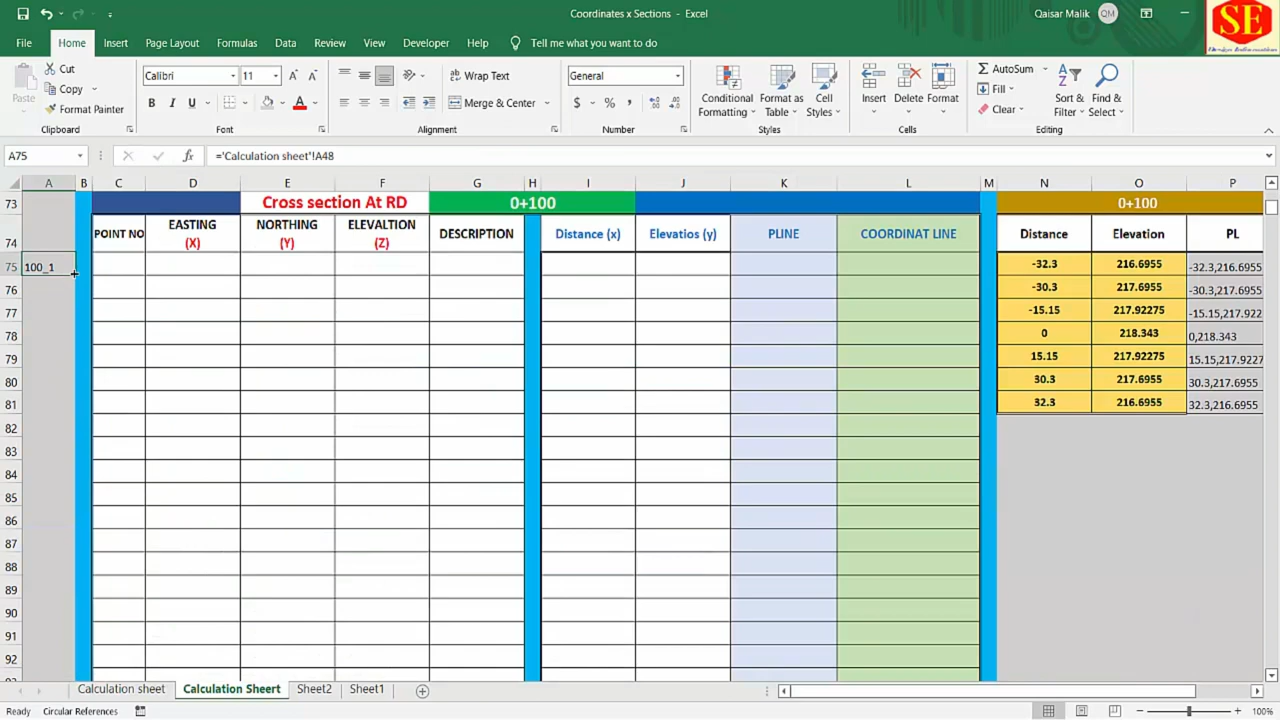 Coordinates x Sections - Excel
Qaisar Malik QM
SE
File Home Insert Page Layout Formulas Data Review View Developer Help Tell me what you want to do
Paste Cut Copy Format Painter
Calibri 11 A A
B I U A
ab Wrap Text
Merge & Center
General
$ % ,
Conditional Formatting Format as Table Cell Styles
Insert Delete Format
AutoSum Fill Clear
Sort & Filter Find & Select
Clipboard Font Alignment Number Styles Cells Editing
A75 fx ='Calculation sheet'!A48
A B C D E F G H I J K L M N O P
73 Cross section At RD 0+100 0+100
74 POINT NO EASTING (X) NORTHING (Y) ELEVALTION (Z) DESCRIPTION Distance (x) Elevatios (y) PLINE COORDINAT LINE Distance Elevation PL
75 100_1 -32.3 216.6955 -32.3,216.6955
76 -30.3 217.6955 -30.3,217.6955
77 -15.15 217.92275 -15.15,217.922
78 0 218.343 0,218.343
79 15.15 217.92275 15.15,217.9227
80 30.3 217.6955 30.3,217.6955
81 32.3 216.6955 32.3,216.6955
82
83
84
85
86
87
88
89
90
91
92
Calculation sheet Calculation Sheert Sheet2 Sheet1
Ready Circular References 100%